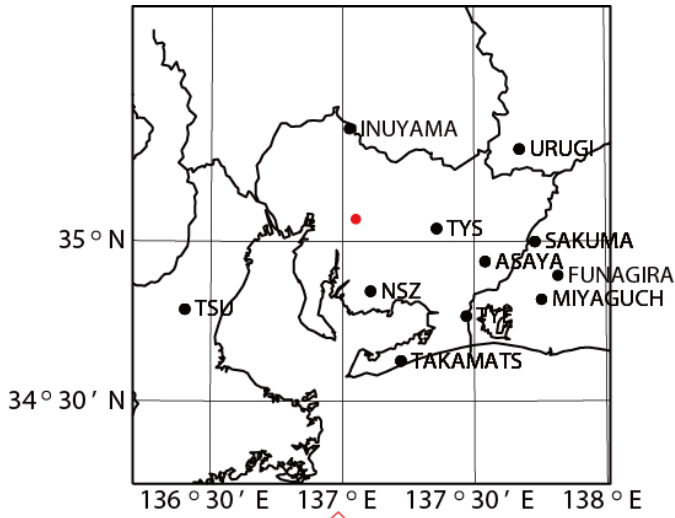 INUYAMA
URUGI
TYS
35° N
SAKUMA
ASAYA
FUNAGIRA
NSZ
MIYAGUCH
TSU
TYE
TAKAMATS
34° 30′ N
136° 30′ E 137° E 137° 30′ E 138° E